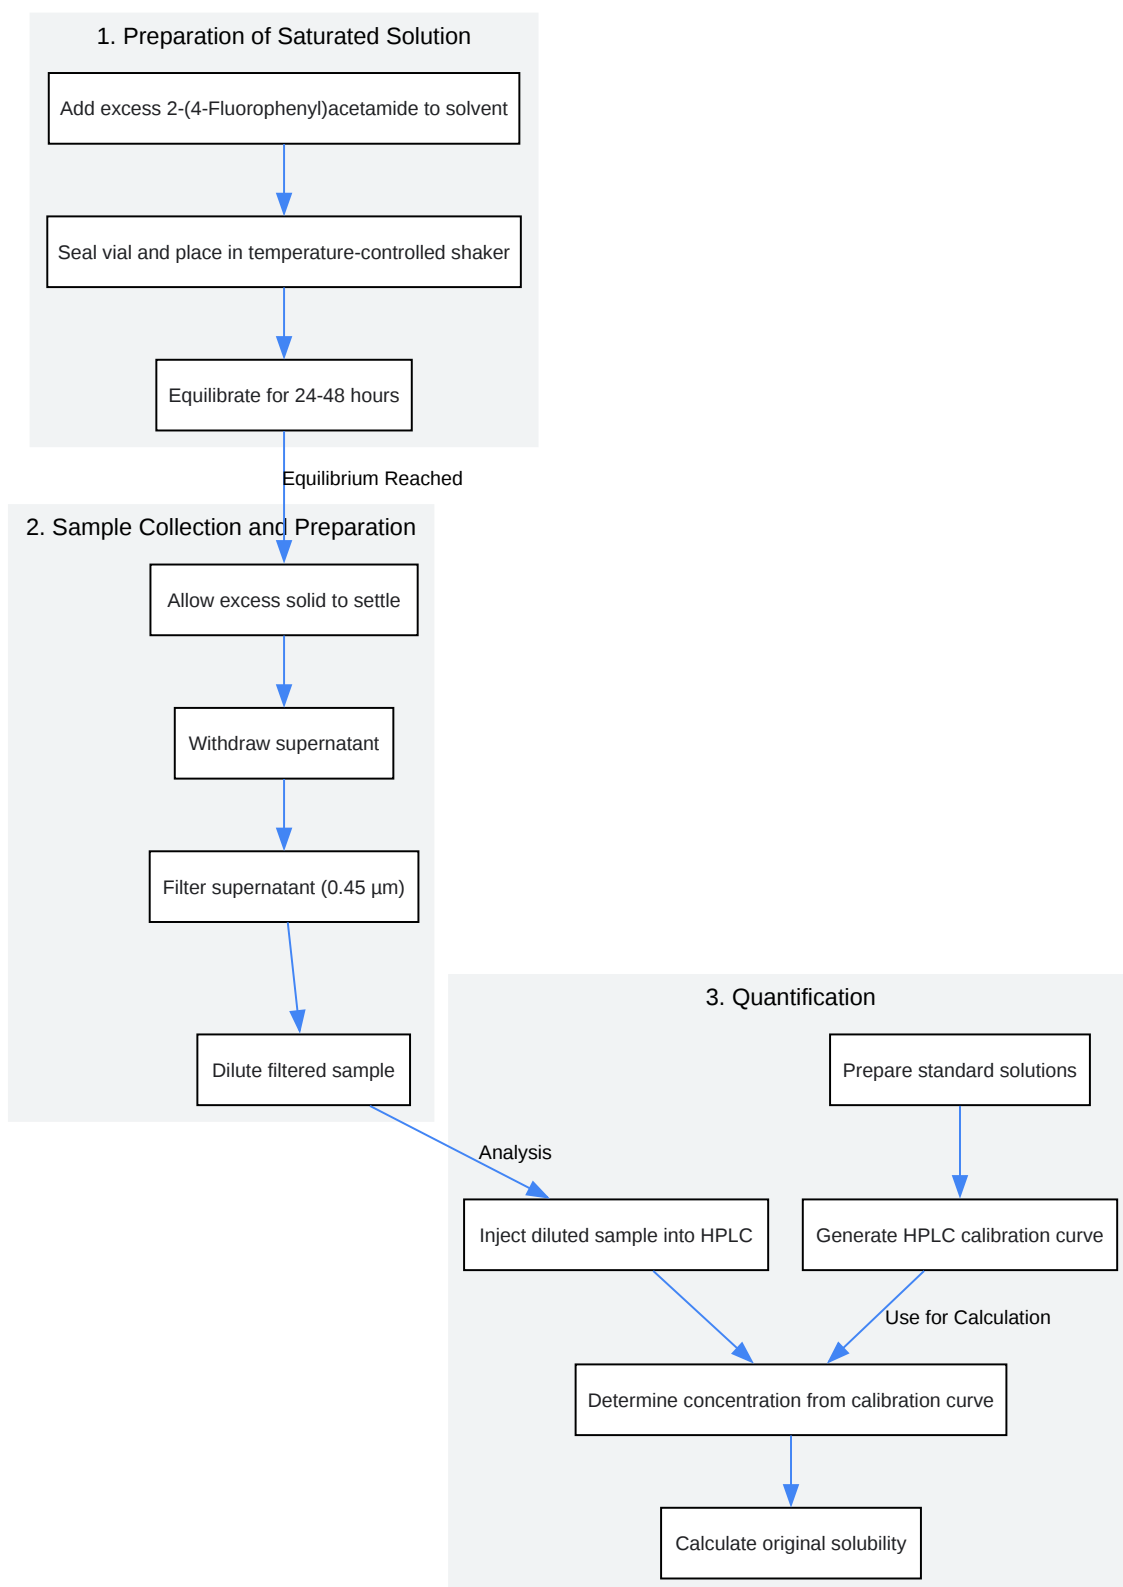 1. Preparation of Saturated Solution
Add excess 2-(4-Fluorophenyl)acetamide to solvent
Seal vial and place in temperature-controlled shaker
Equilibrate for 24-48 hours
Equilibrium Reached
2. Sample Collection and Preparation
Allow excess solid to settle
Withdraw supernatant
Filter supernatant (0.45 µm)
Dilute filtered sample
3. Quantification
Prepare standard solutions
Analysis
Inject diluted sample into HPLC
Generate HPLC calibration curve
Use for Calculation
Determine concentration from calibration curve
Calculate original solubility